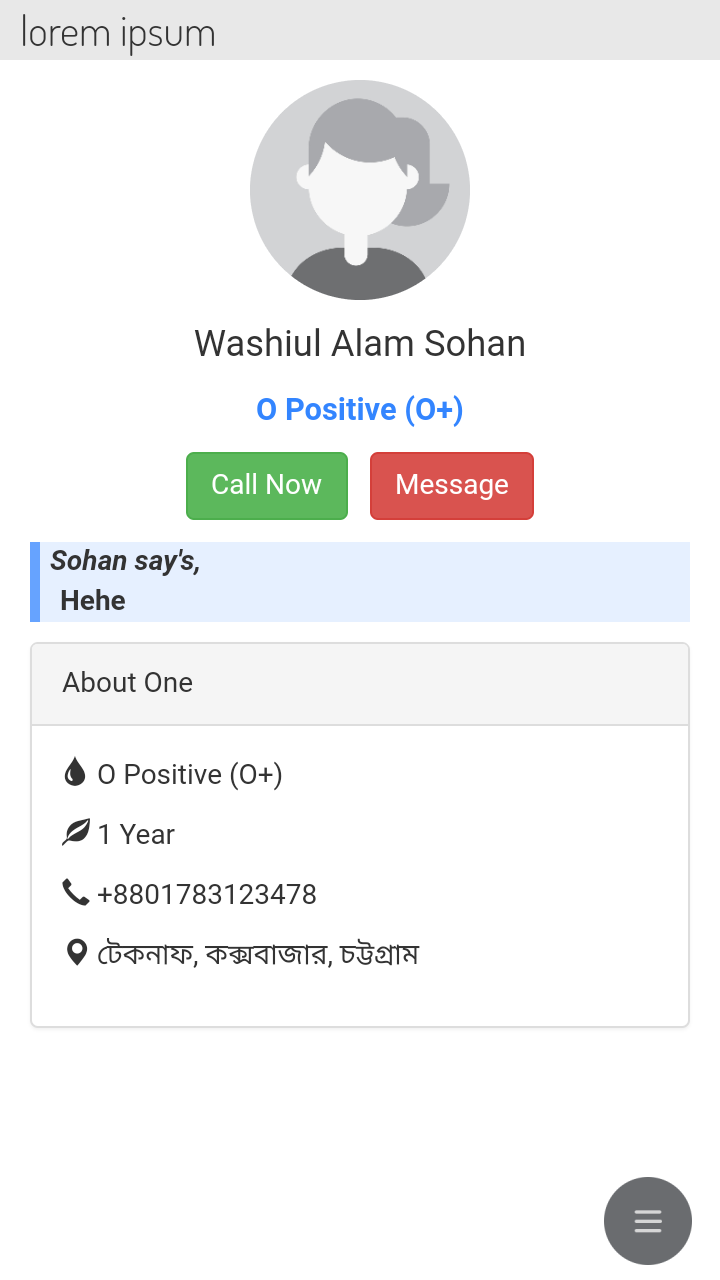 lorem ipsum
Washiul Alam Sohan
O Positive (O+)
Call Now
Message
Sohan say's,
Hehe
About One
O Positive (O+)
1 Year
+8801783123478
টেকনাফ, কক্সবাজার, চট্টগ্রাম